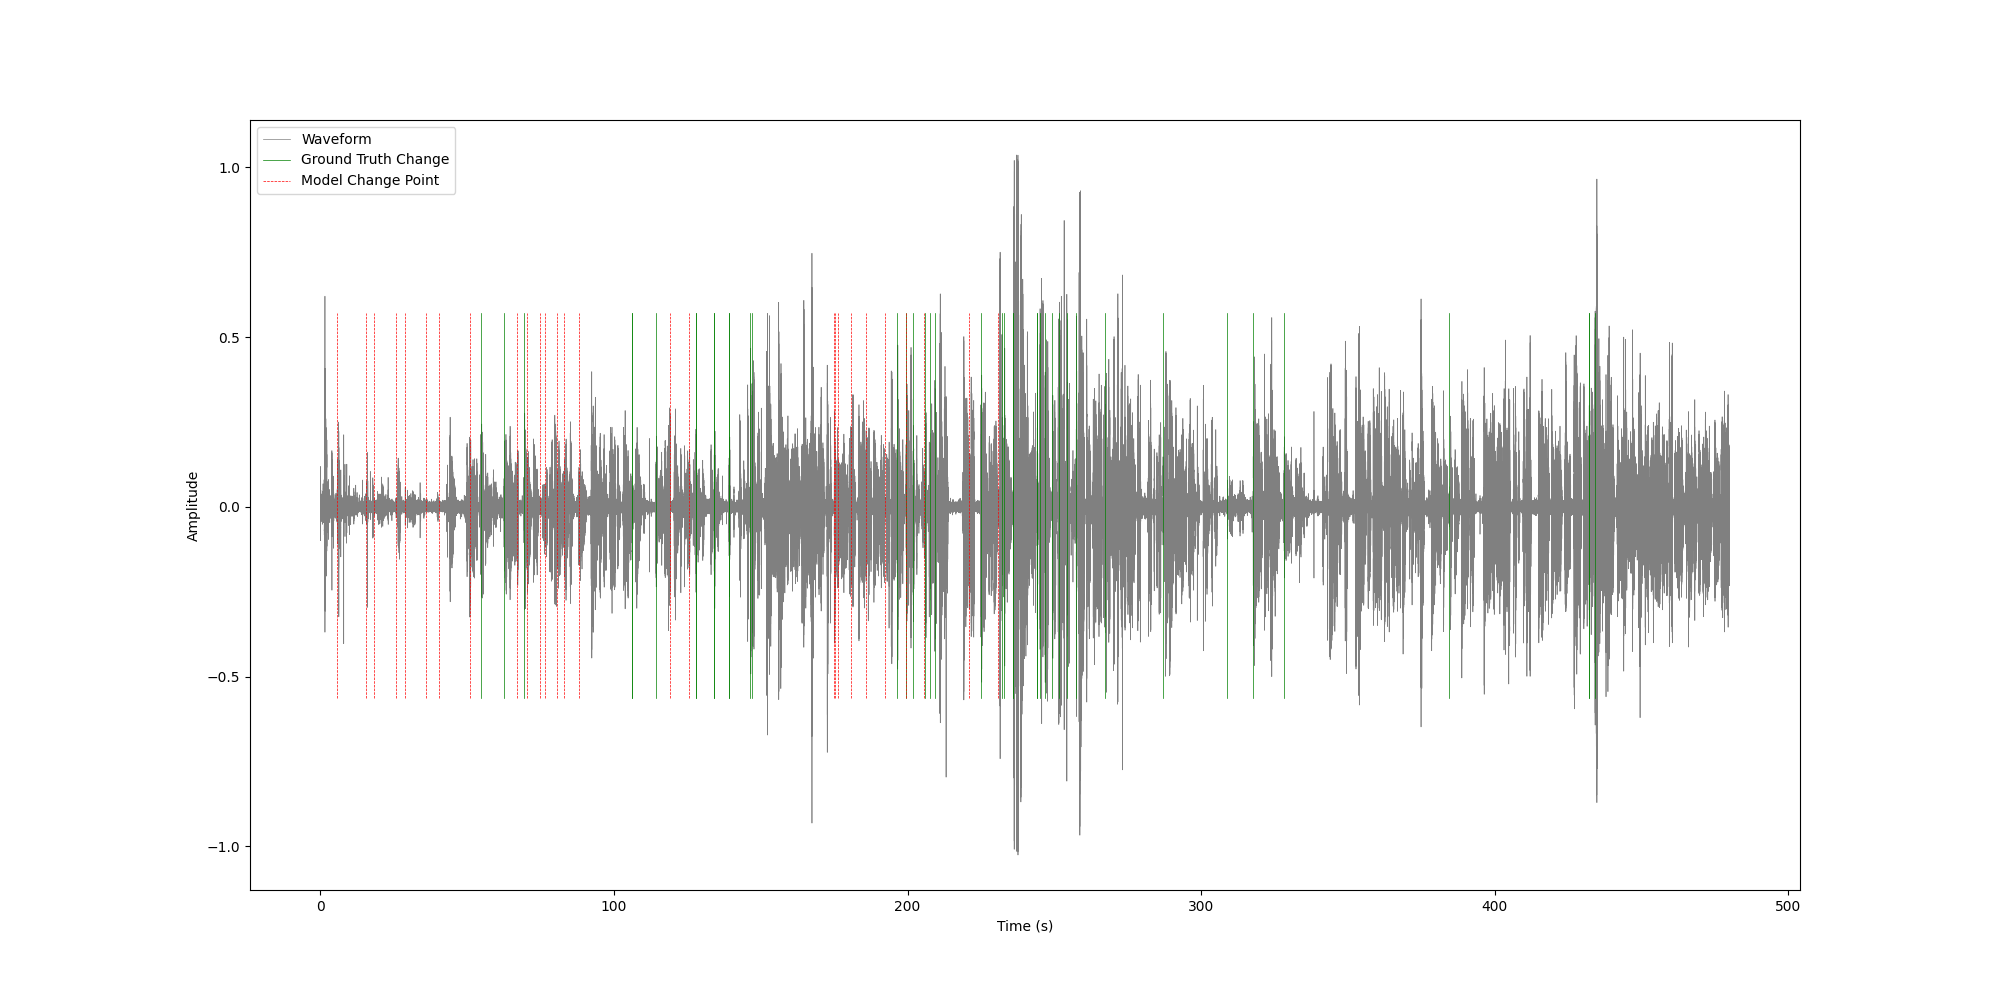 Waveform
Ground Truth Change
Model Change Point
1.0
0.5
0.0
−0.5
−1.0
Amplitude
0 100 200 300 400 500
Time (s)